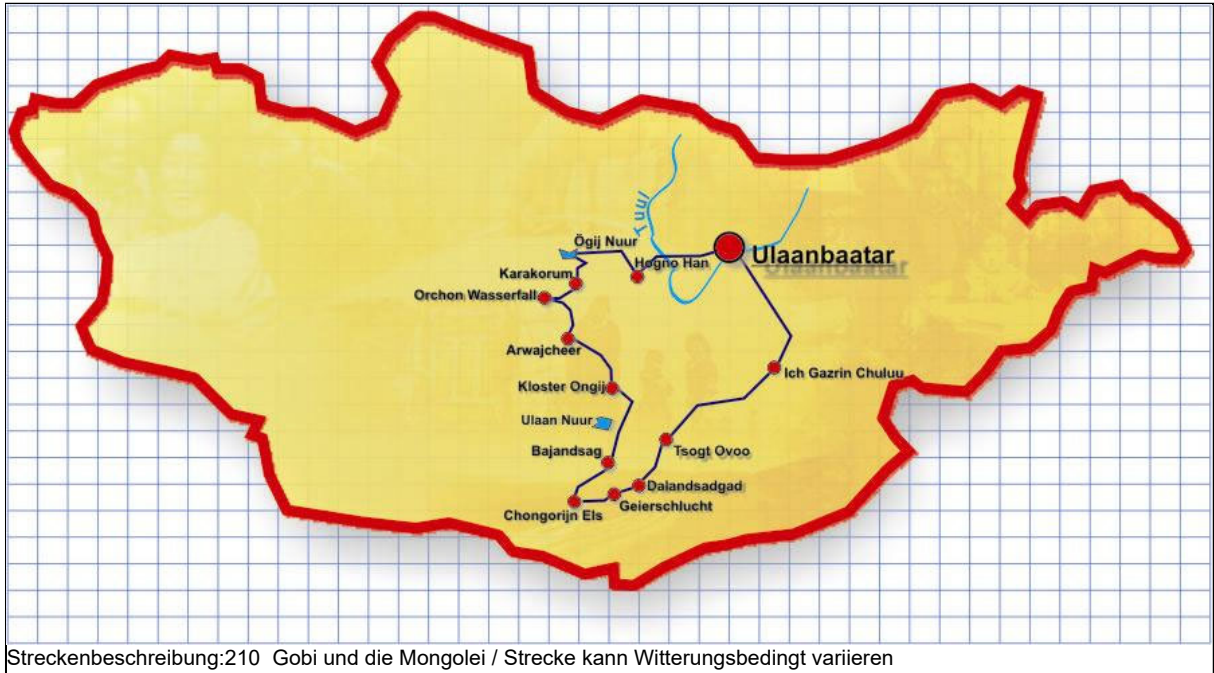 Tuul
Ögij Nuur
Hogno Han
Ulaanbaatar
Karakorum
Orchon Wasserfall
Arwajcheer
Ich Gazrin Chuluu
Kloster Ongij
Ulaan Nuur
Bajandsag
Tsogt Ovoo
Dalandsadgad
Geierschlucht
Chongorijn Els
Streckenbeschreibung:210 Gobi und die Mongolei / Strecke kann Witterungsbedingt variieren